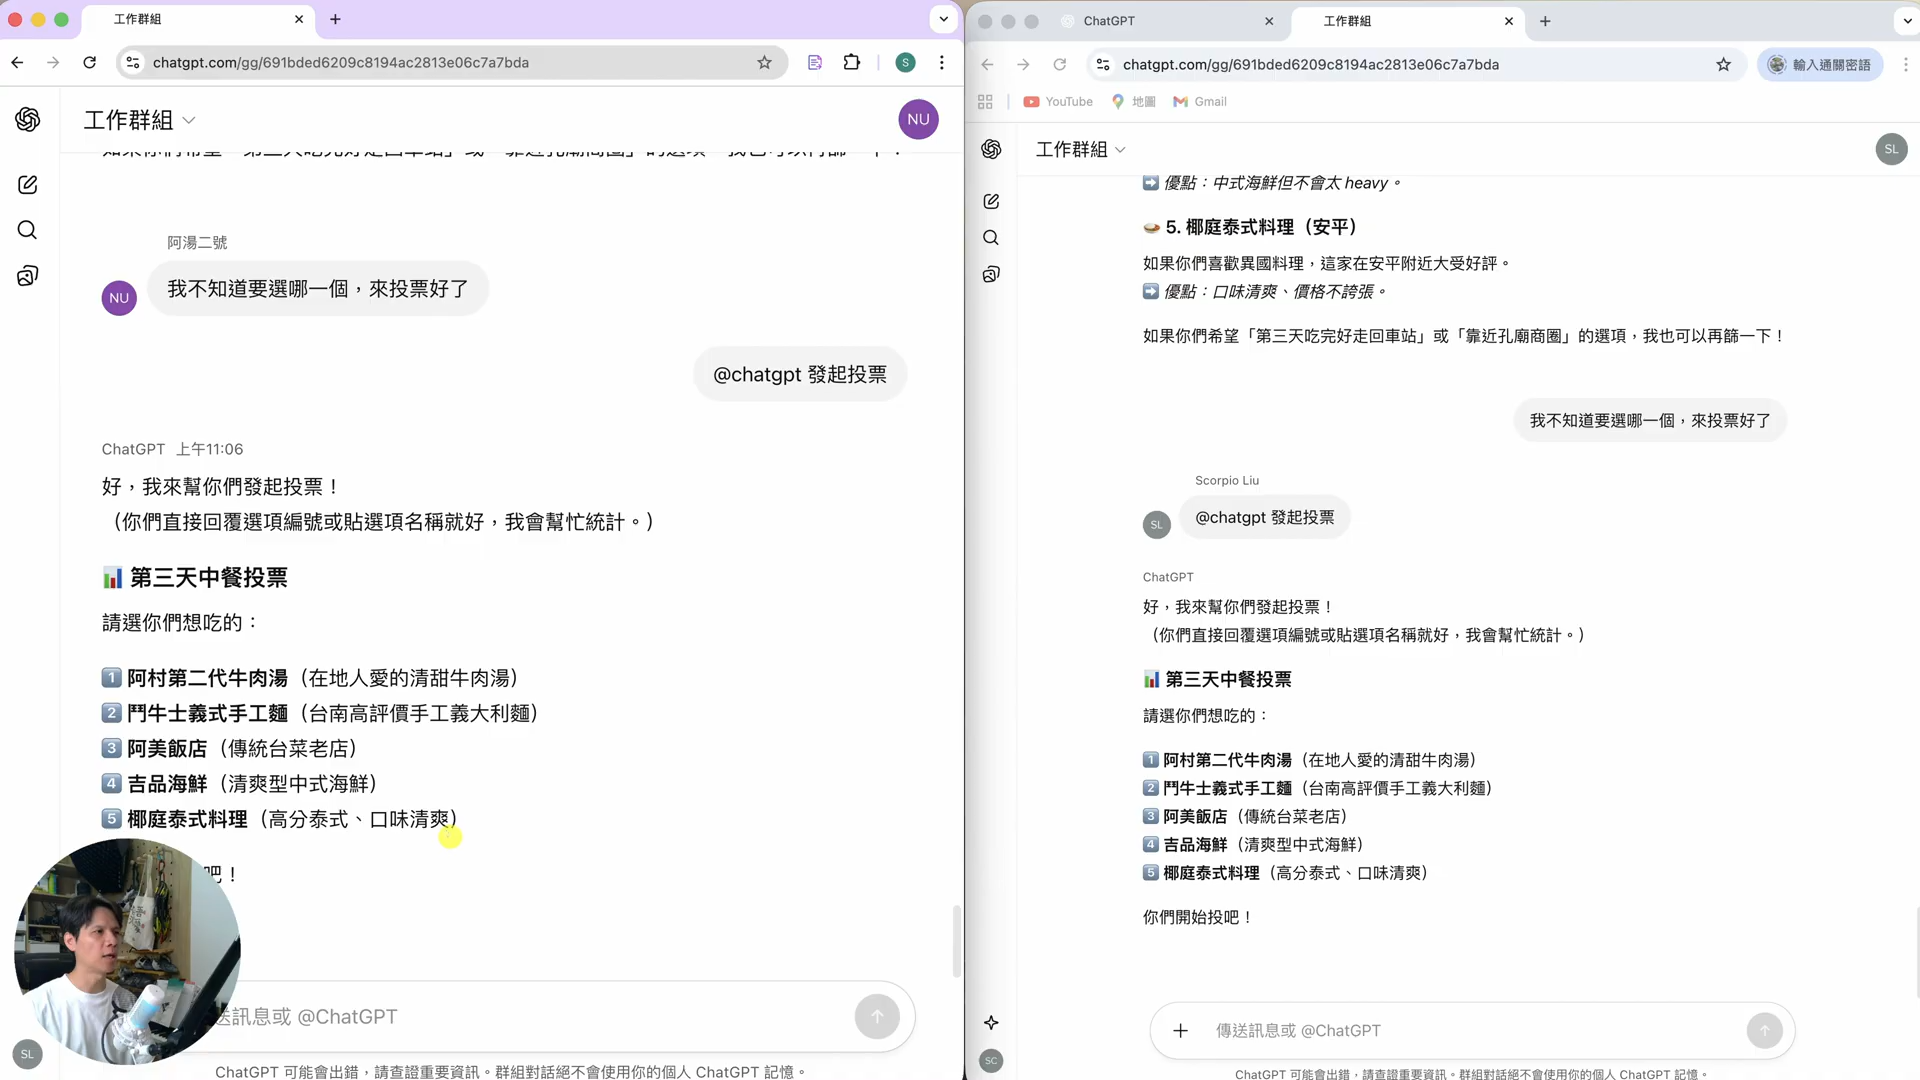 工作群組
chatgpt.com/gg/691bded6209c8194ac2813e06c7a7bda
S
工作群組
NU
阿湯二號
NU
我不知道要選哪一個，來投票好了
@chatgpt 發起投票
ChatGPT 上午11:06
好，我來幫你們發起投票！
（你們直接回覆選項編號或貼選項名稱就好，我會幫忙統計。）
📊 第三天中餐投票
請選你們想吃的：
1️⃣ 阿村第二代牛肉湯（在地人愛的清甜牛肉湯）
2️⃣ 鬥牛士義式手工麵（台南高評價手工義大利麵）
3️⃣ 阿美飯店（傳統台菜老店）
4️⃣ 吉品海鮮（清爽型中式海鮮）
5️⃣ 椰庭泰式料理（高分泰式、口味清爽）
吧！
送訊息或 @ChatGPT
SL
ChatGPT 可能會出錯，請查證重要資訊。群組對話絕不會使用你的個人 ChatGPT 記憶。
ChatGPT
工作群組
chatgpt.com/gg/691bded6209c8194ac2813e06c7a7bda
輸入通關密語
YouTube
地圖
Gmail
工作群組
SL
➡️ 優點：中式海鮮但不會太 heavy。
5. 椰庭泰式料理（安平）
如果你們喜歡異國料理，這家在安平附近大受好評。
➡️ 優點：口味清爽、價格不誇張。
如果你們希望「第三天吃完好走回車站」或「靠近孔廟商圈」的選項，我也可以再篩一下！
我不知道要選哪一個，來投票好了
Scorpio Liu
SL
@chatgpt 發起投票
ChatGPT
好，我來幫你們發起投票！
（你們直接回覆選項編號或貼選項名稱就好，我會幫忙統計。）
📊 第三天中餐投票
請選你們想吃的：
1️⃣ 阿村第二代牛肉湯（在地人愛的清甜牛肉湯）
2️⃣ 鬥牛士義式手工麵（台南高評價手工義大利麵）
3️⃣ 阿美飯店（傳統台菜老店）
4️⃣ 吉品海鮮（清爽型中式海鮮）
5️⃣ 椰庭泰式料理（高分泰式、口味清爽）
你們開始投吧！
傳送訊息或 @ChatGPT
SC
ChatGPT 可能會出錯，請查證重要資訊。群組對話絕不會使用你的個人 ChatGPT 記憶。